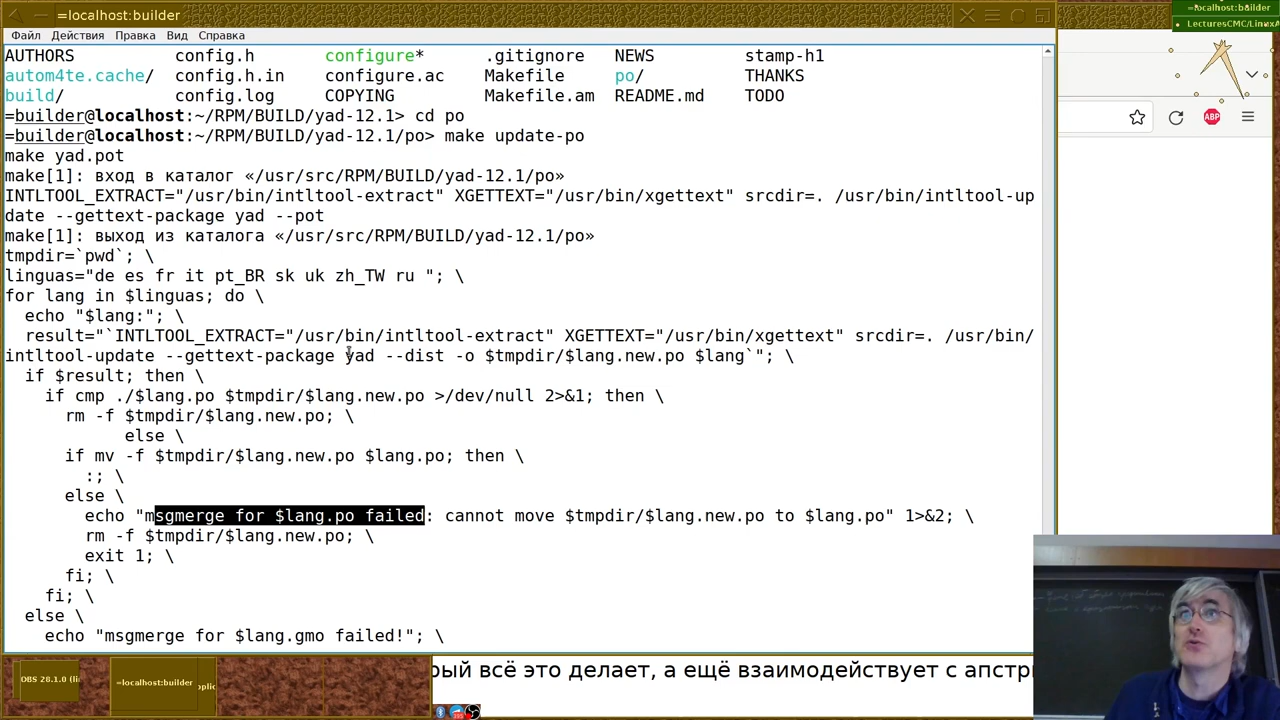 =localhost:builder
=localhost:builder
LecturesCMC/LinuxA
Файл Действия Правка Вид Справка
AUTHORS config.h configure* .gitignore NEWS stamp-h1
autom4te.cache/ config.h.in configure.ac Makefile po/ THANKS
build/ config.log COPYING Makefile.am README.md TODO
ABP
=builder@localhost:~/RPM/BUILD/yad-12.1> cd po
=builder@localhost:~/RPM/BUILD/yad-12.1/po> make update-po
make yad.pot
make[1]: вход в каталог «/usr/src/RPM/BUILD/yad-12.1/po»
INTLTOOL_EXTRACT="/usr/bin/intltool-extract" XGETTEXT="/usr/bin/xgettext" srcdir=. /usr/bin/intltool-up
date --gettext-package yad --pot
make[1]: выход из каталога «/usr/src/RPM/BUILD/yad-12.1/po»
tmpdir=`pwd`; \
linguas="de es fr it pt_BR sk uk zh_TW ru "; \
for lang in $linguas; do \
echo "$lang:"; \
result="`INTLTOOL_EXTRACT="/usr/bin/intltool-extract" XGETTEXT="/usr/bin/xgettext" srcdir=. /usr/bin/
intltool-update --gettext-package yad --dist -o $tmpdir/$lang.new.po $lang`"; \
if $result; then \
if cmp ./$lang.po $tmpdir/$lang.new.po >/dev/null 2>&1; then \
rm -f $tmpdir/$lang.new.po; \
else \
if mv -f $tmpdir/$lang.new.po $lang.po; then \
:; \
else \
echo "msgmerge for $lang.po failed: cannot move $tmpdir/$lang.new.po to $lang.po" 1>&2; \
rm -f $tmpdir/$lang.new.po; \
exit 1; \
fi; \
fi; \
else \
echo "msgmerge for $lang.gmo failed!"; \
OBS 28.1.0 (li
=localhost:builder
plic
рый всё это делает, а ещё взаимодействует с апстри